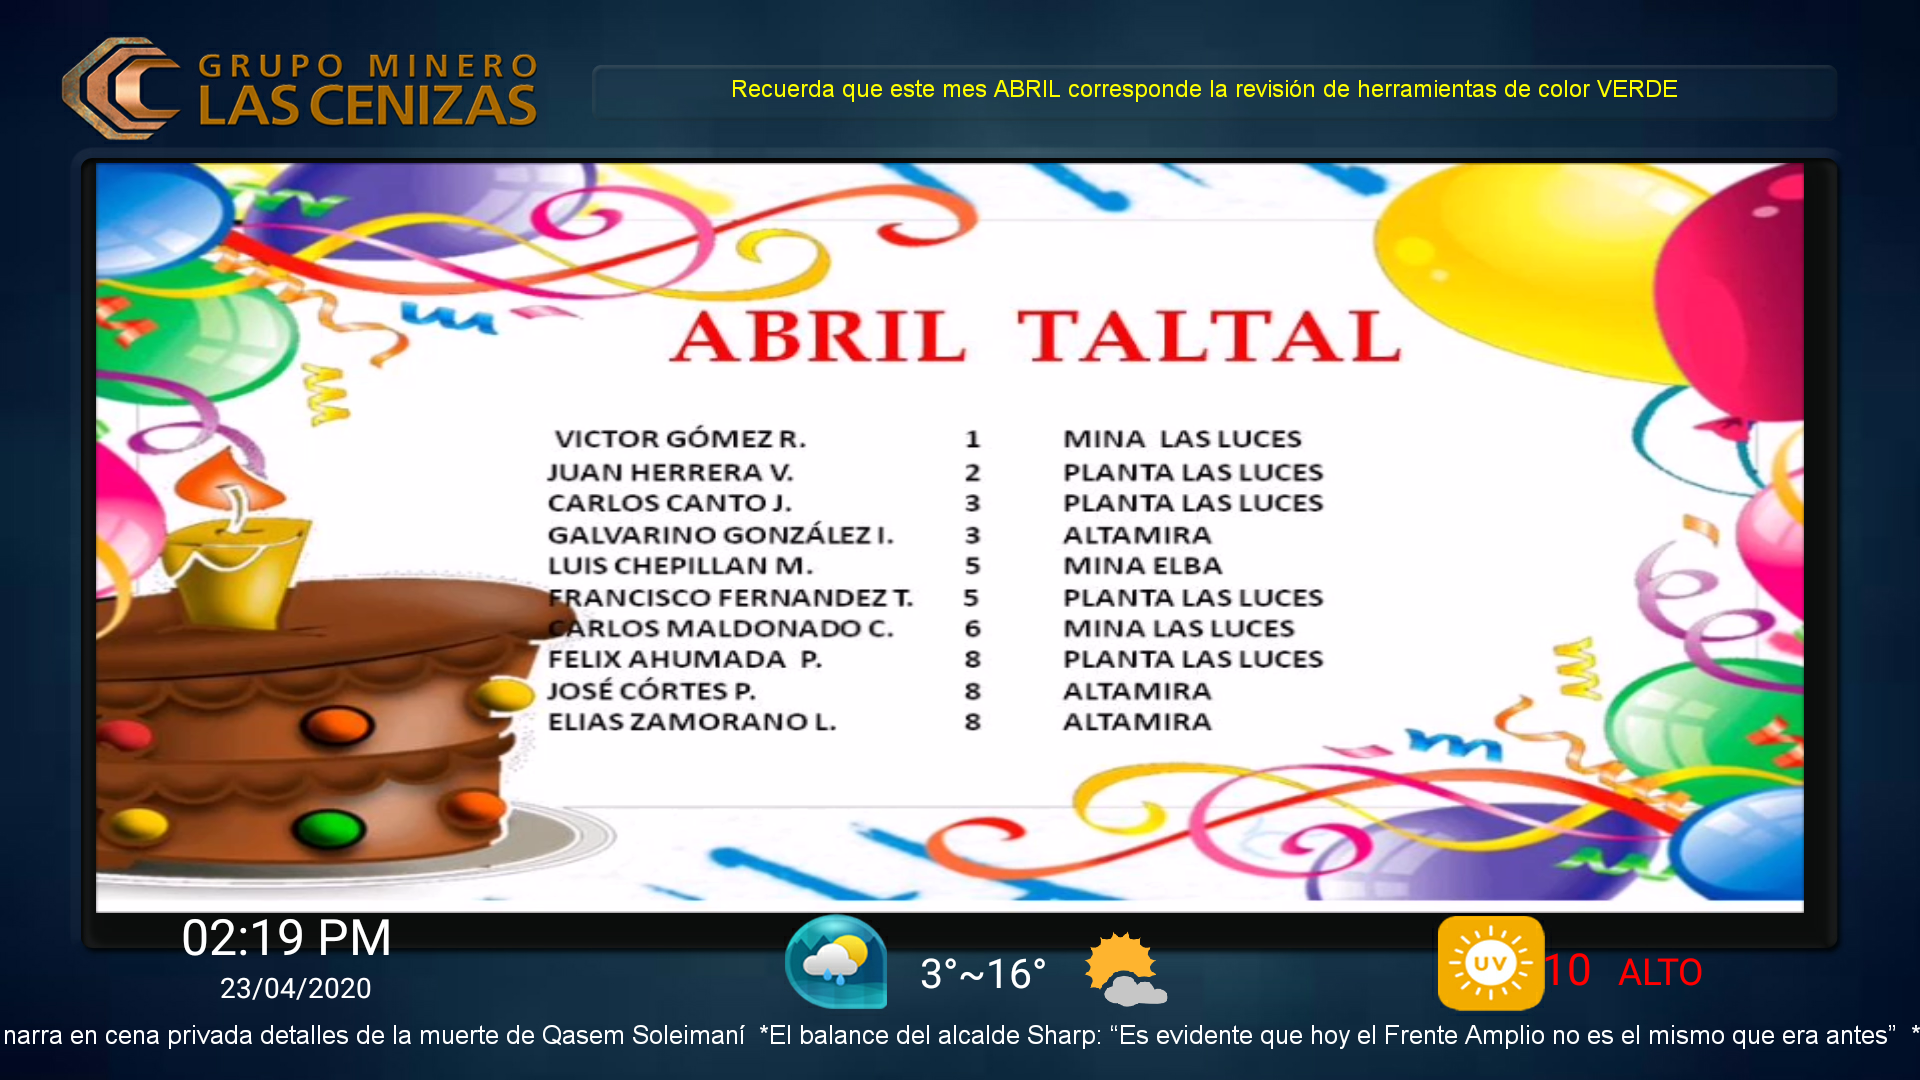 GRUPO MINERO
LAS CENIZAS
Recuerda que este mes ABRIL corresponde la revisión de herramientas de color VERDE
ABRIL TALTAL
VICTOR GÓMEZ R. 1 MINA LAS LUCES
JUAN HERRERA V. 2 PLANTA LAS LUCES
CARLOS CANTO J. 3 PLANTA LAS LUCES
GALVARINO GONZÁLEZ I. 3 ALTAMIRA
LUIS CHEPILLAN M. 5 MINA ELBA
FRANCISCO FERNANDEZ T. 5 PLANTA LAS LUCES
CARLOS MALDONADO C. 6 MINA LAS LUCES
FELIX AHUMADA P. 8 PLANTA LAS LUCES
JOSÉ CÓRTES P. 8 ALTAMIRA
ELIAS ZAMORANO L. 8 ALTAMIRA
02:19 PM
23/04/2020
3°~16°
UV 10 ALTO
narra en cena privada detalles de la muerte de Qasem Soleimaní *El balance del alcalde Sharp: “Es evidente que hoy el Frente Amplio no es el mismo que era antes” *